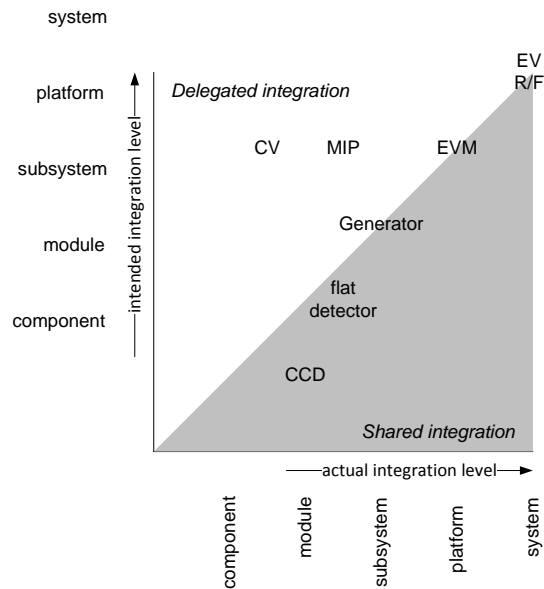 system
EV
R/F
platform
Delegated integration
CV
MIP
EVM
subsystem
intended integration level
module
Generator
flat
detector
component
CCD
Shared integration
actual integration level
component
module
subsystem
platform
system